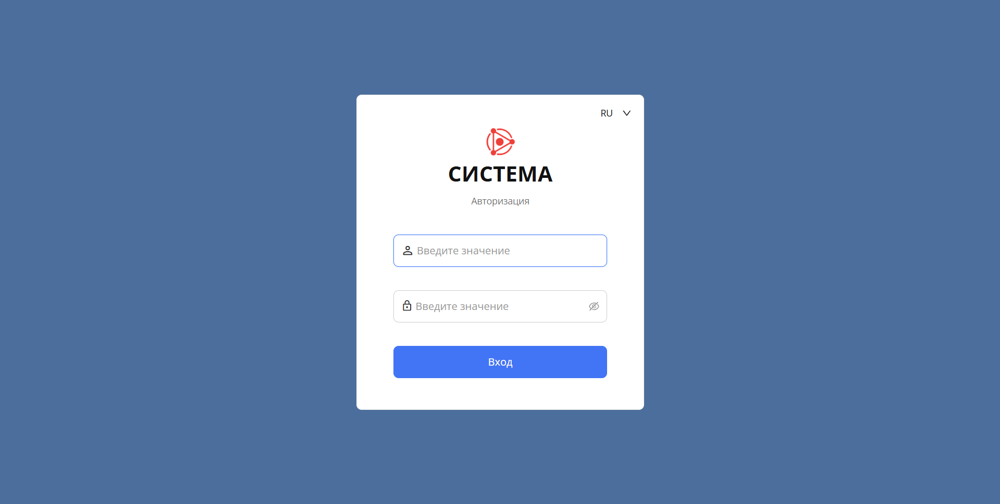 RU
СИСТЕМА
Авторизация
Введите значение
Введите значение
Вход